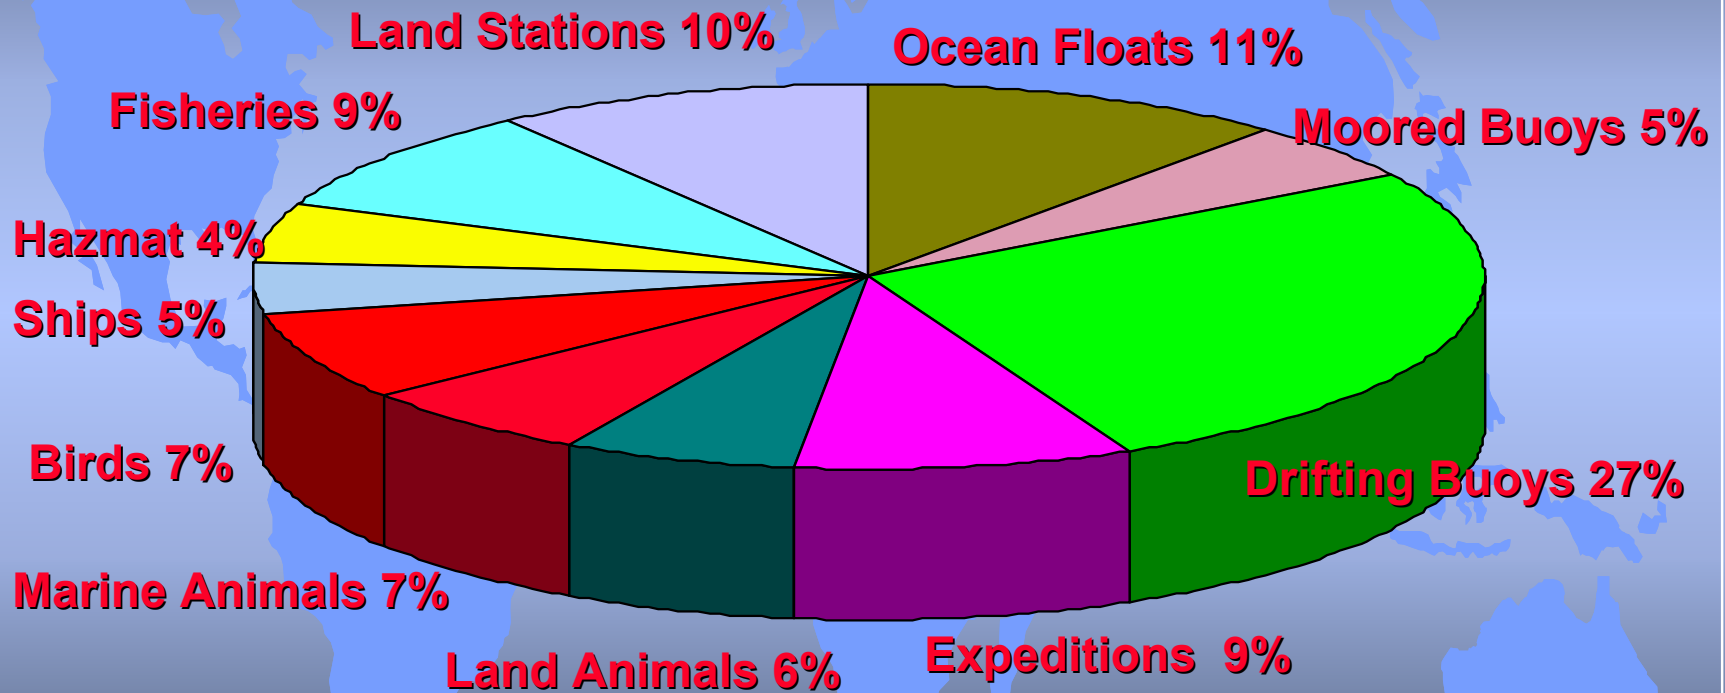 Land Stations 10%
Ocean Floats 11%
Fisheries 9%
Moored Buoys 5%
Hazmat 4%
Ships 5%
Birds 7%
Drifting Buoys 27%
Marine Animals 7%
Land Animals 6%
Expeditions  9%